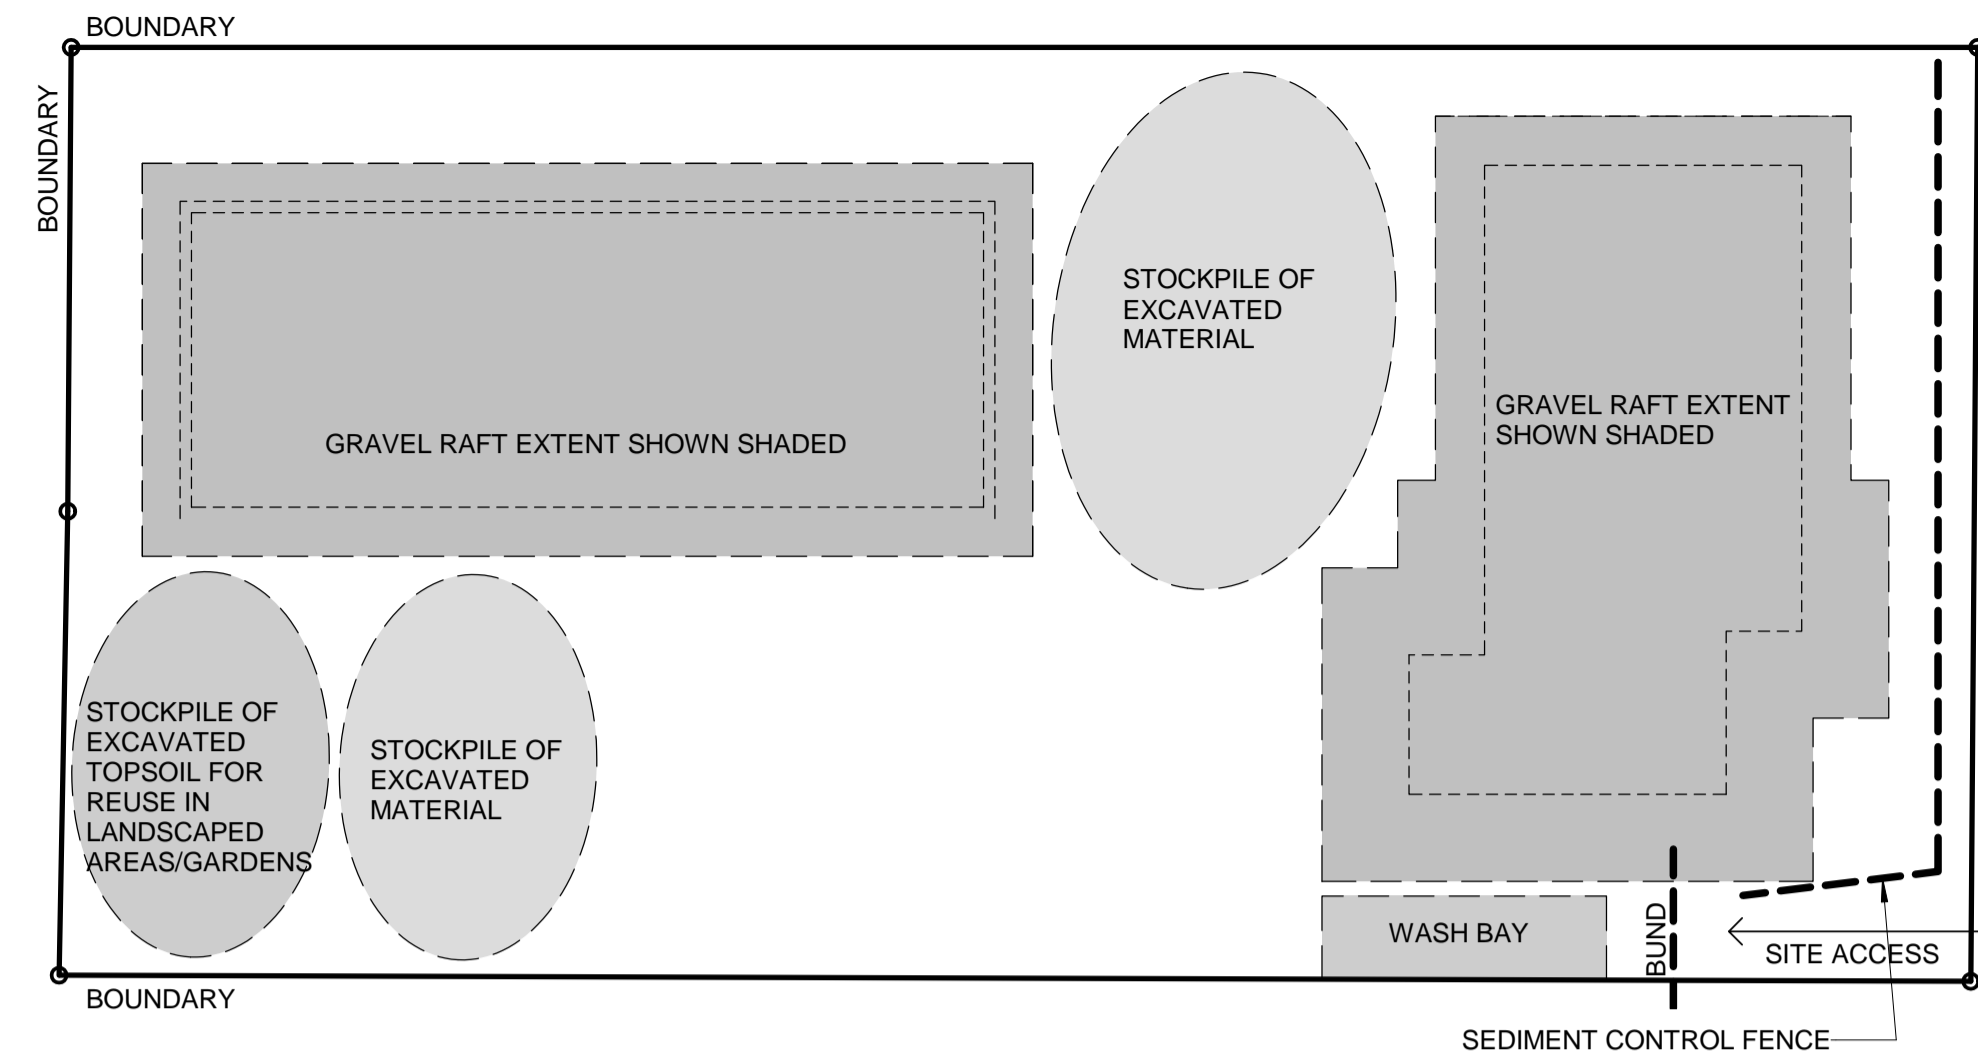 BOUNDARY
BOUNDARY
STOCKPILE OF
EXCAVATED
MATERIAL
GRAVEL RAFT EXTENT
SHOWN SHADED
GRAVEL RAFT EXTENT SHOWN SHADED
STOCKPILE OF
EXCAVATED
TOPSOIL FOR
REUSE IN
LANDSCAPED
AREAS/GARDENS
STOCKPILE OF
EXCAVATED
MATERIAL
WASH BAY
BUND
SITE ACCESS
BOUNDARY
SEDIMENT CONTROL FENCE